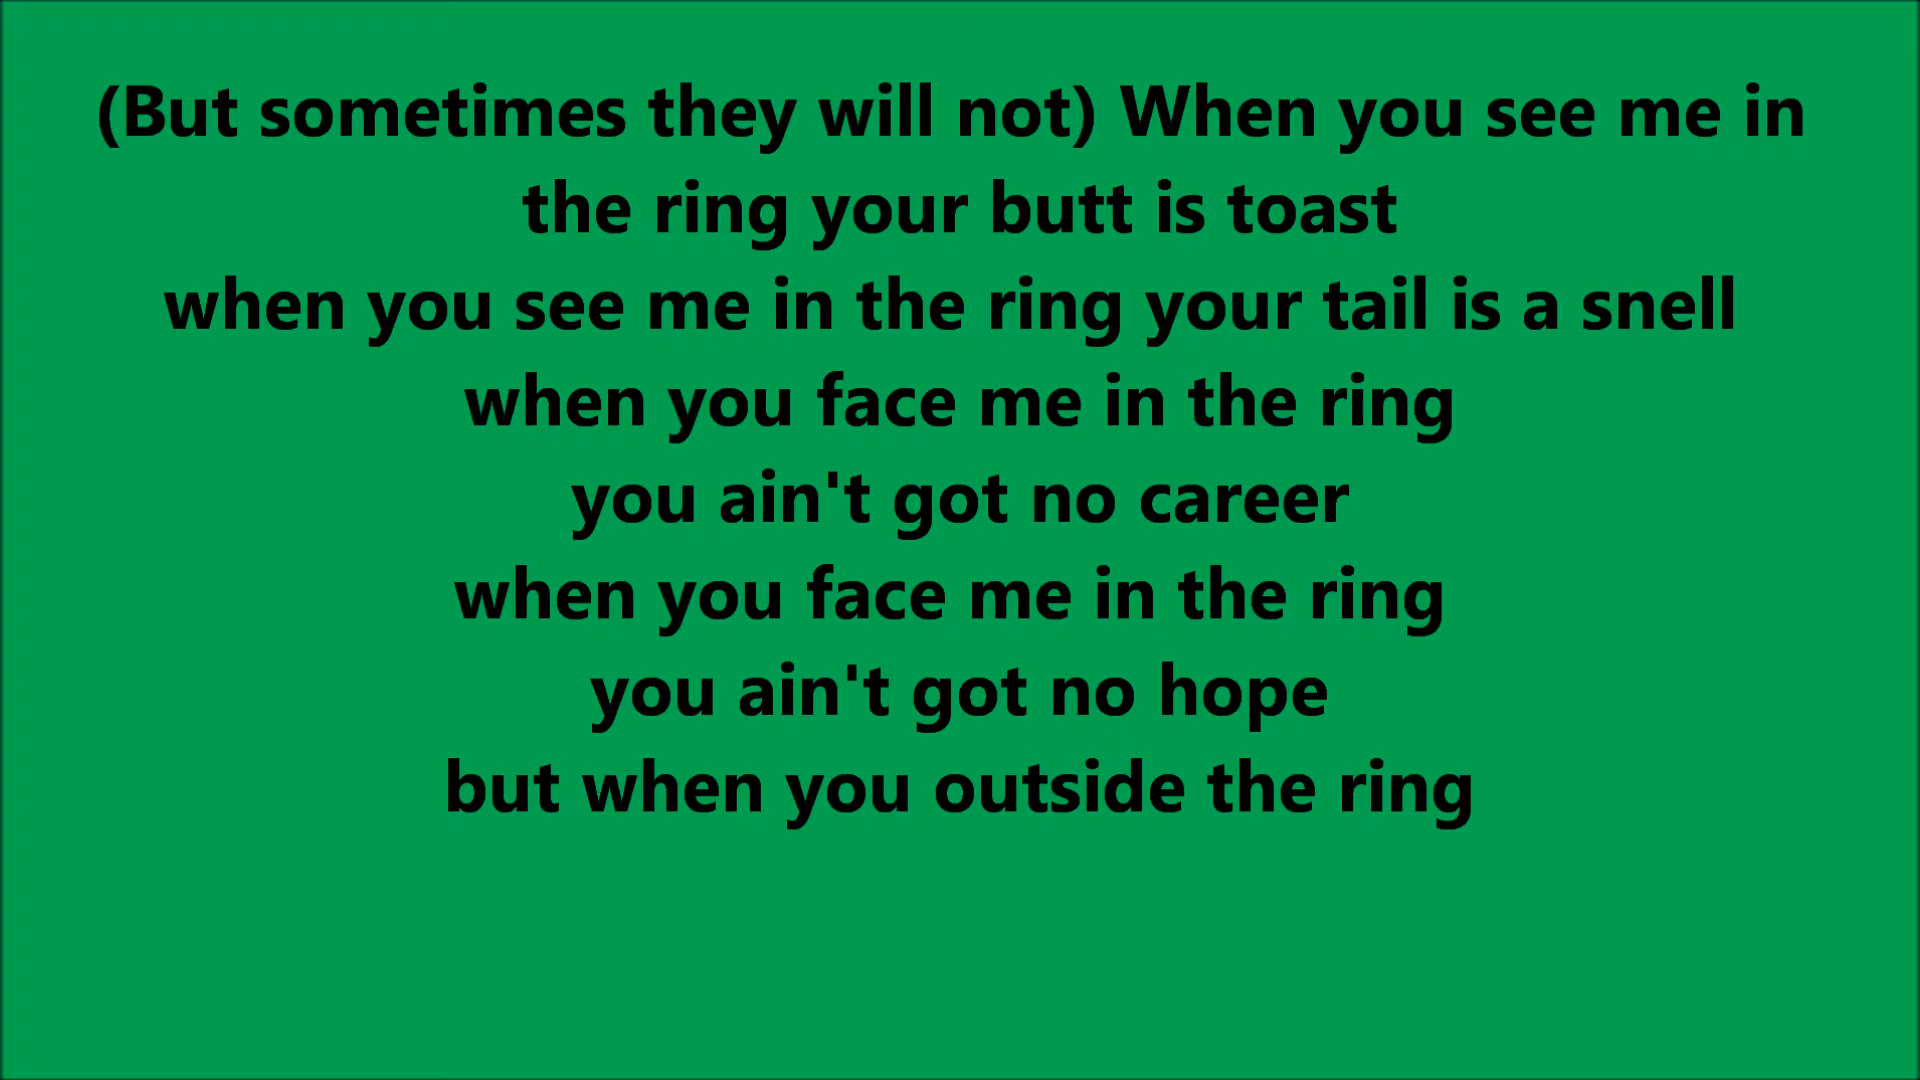 (But sometimes they will not) When you see me in
the ring your butt is toast
when you see me in the ring your tail is a snell
when you face me in the ring
you ain't got no career
when you face me in the ring
you ain't got no hope
but when you outside the ring